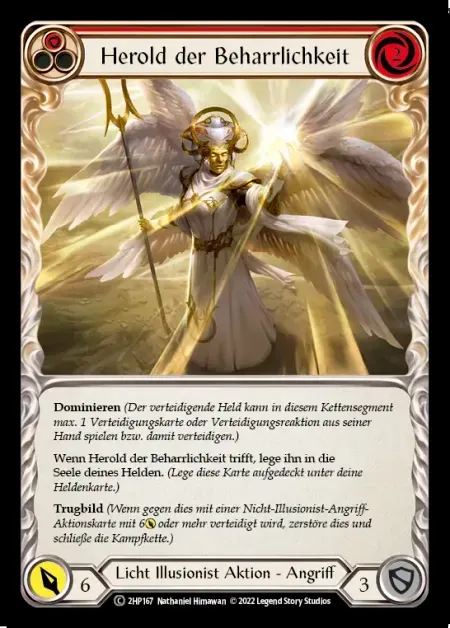 Herold der Beharrlichkeit
2
Dominieren (Der verteidigende Held kann in diesem Kettensegment
max. 1 Verteidigungskarte oder Verteidigungsreaktion aus seiner
Hand spielen bzw. damit verteidigen.)
Wenn Herold der Beharrlichkeit trifft, lege ihn in die
Seele deines Helden. (Lege diese Karte aufgedeckt unter deine
Heldenkarte.)
Trugbild (Wenn gegen dies mit einer Nicht-Illusionist-Angriff-
Aktionskarte mit 6 oder mehr verteidigt wird, zerstöre dies und
schließe die Kampfkette.)
6 Licht Illusionist Aktion - Angriff 3
C 2HP167 Nathaniel Himawan © 2022 Legend Story Studios